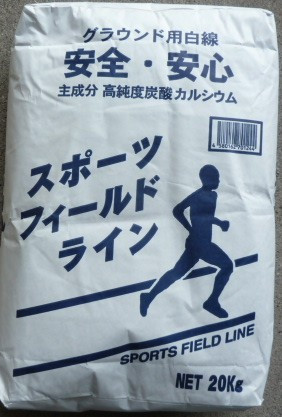 グラウンド用白線
安全・安心
主成分 高純度炭酸カルシウム
スポーツ
フィールド
ライン
SPORTS FIELD LINE
NET 20Kg